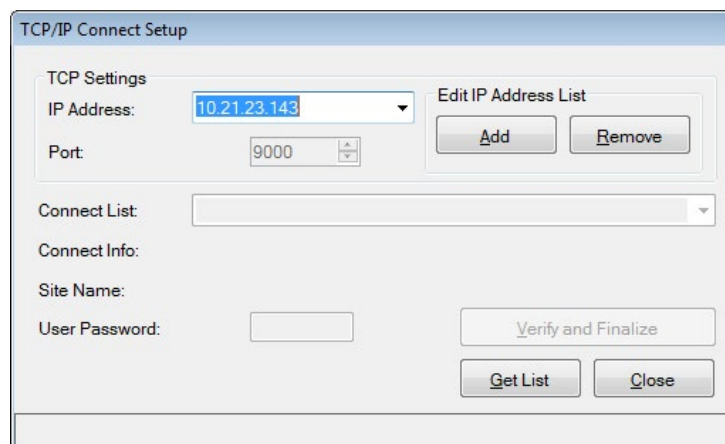 TCP/IP Connect Setup
TCP Settings
IP Address: 10.21.23.143
Edit IP Address List
Add Remove
Port: 9000
Connect List:
Connect Info:
Site Name:
User Password:
Verify and Finalize
Get List Close